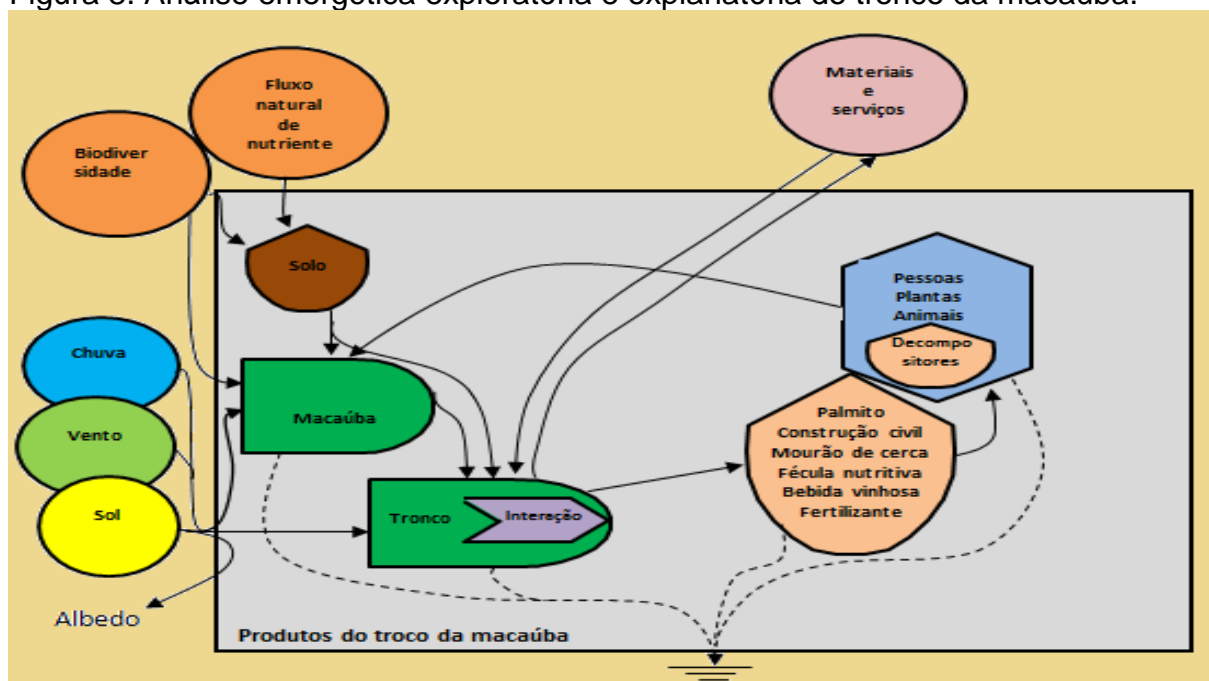 Figura 3. Análise emergética exploratória e explanatória do tronco da macaúba.
Fluxo
natural
de
nutriente
Materiais
e
serviços
Biodiver
sidade
Solo
Pessoas
Plantas
Animais
Decompo
sitores
Chuva
Macaúba
Vento
Palmito
Construção civil
Mourão de cerca
Fécula nutritiva
Bebida vinhosa
Fertilizante
Sol
Tronco
Interação
Albedo
Produtos do troco da macaúba